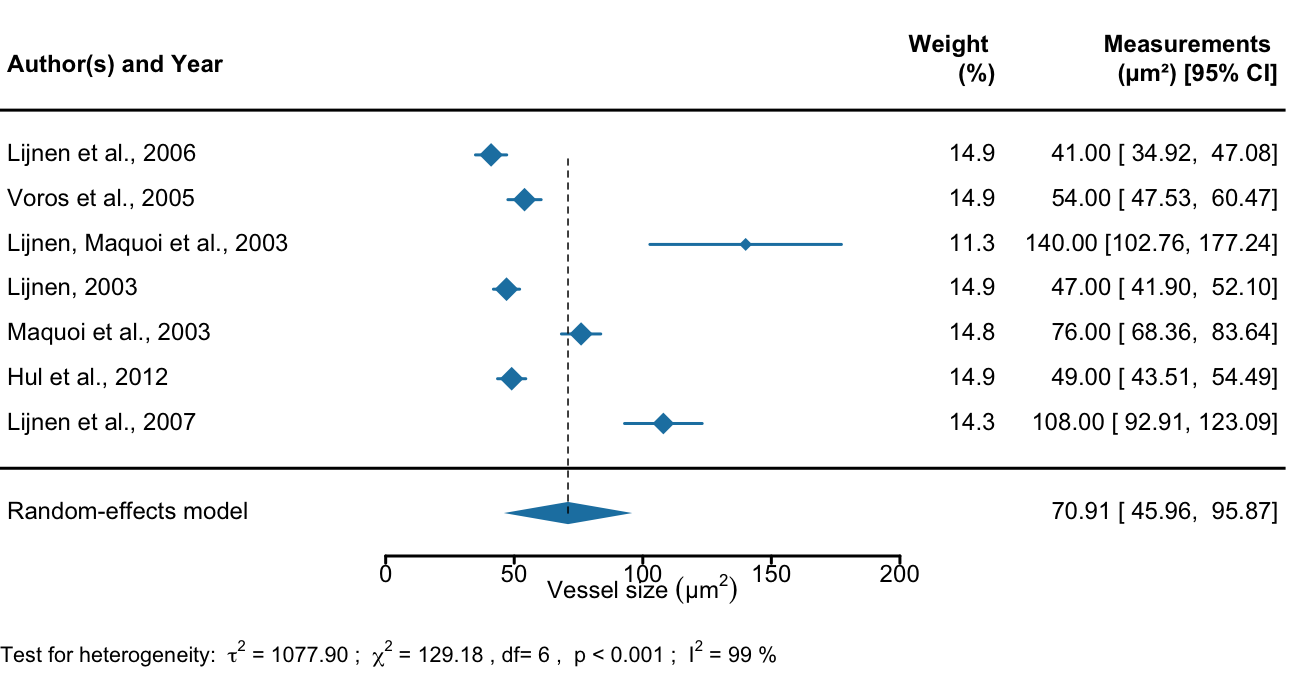 Author(s) and Year Weight (%) Measurements (µm²) [95% CI]
Lijnen et al., 2006 14.9 41.00 [ 34.92, 47.08]
Voros et al., 2005 14.9 54.00 [ 47.53, 60.47]
Lijnen, Maquoi et al., 2003 11.3 140.00 [102.76, 177.24]
Lijnen, 2003 14.9 47.00 [ 41.90, 52.10]
Maquoi et al., 2003 14.8 76.00 [ 68.36, 83.64]
Hul et al., 2012 14.9 49.00 [ 43.51, 54.49]
Lijnen et al., 2007 14.3 108.00 [ 92.91, 123.09]
Random-effects model 70.91 [ 45.96, 95.87]
0 50 100 150 200
Vessel size (µm²)
Test for heterogeneity: τ² = 1077.90 ; χ² = 129.18 , df= 6 , p < 0.001 ; I² = 99 %